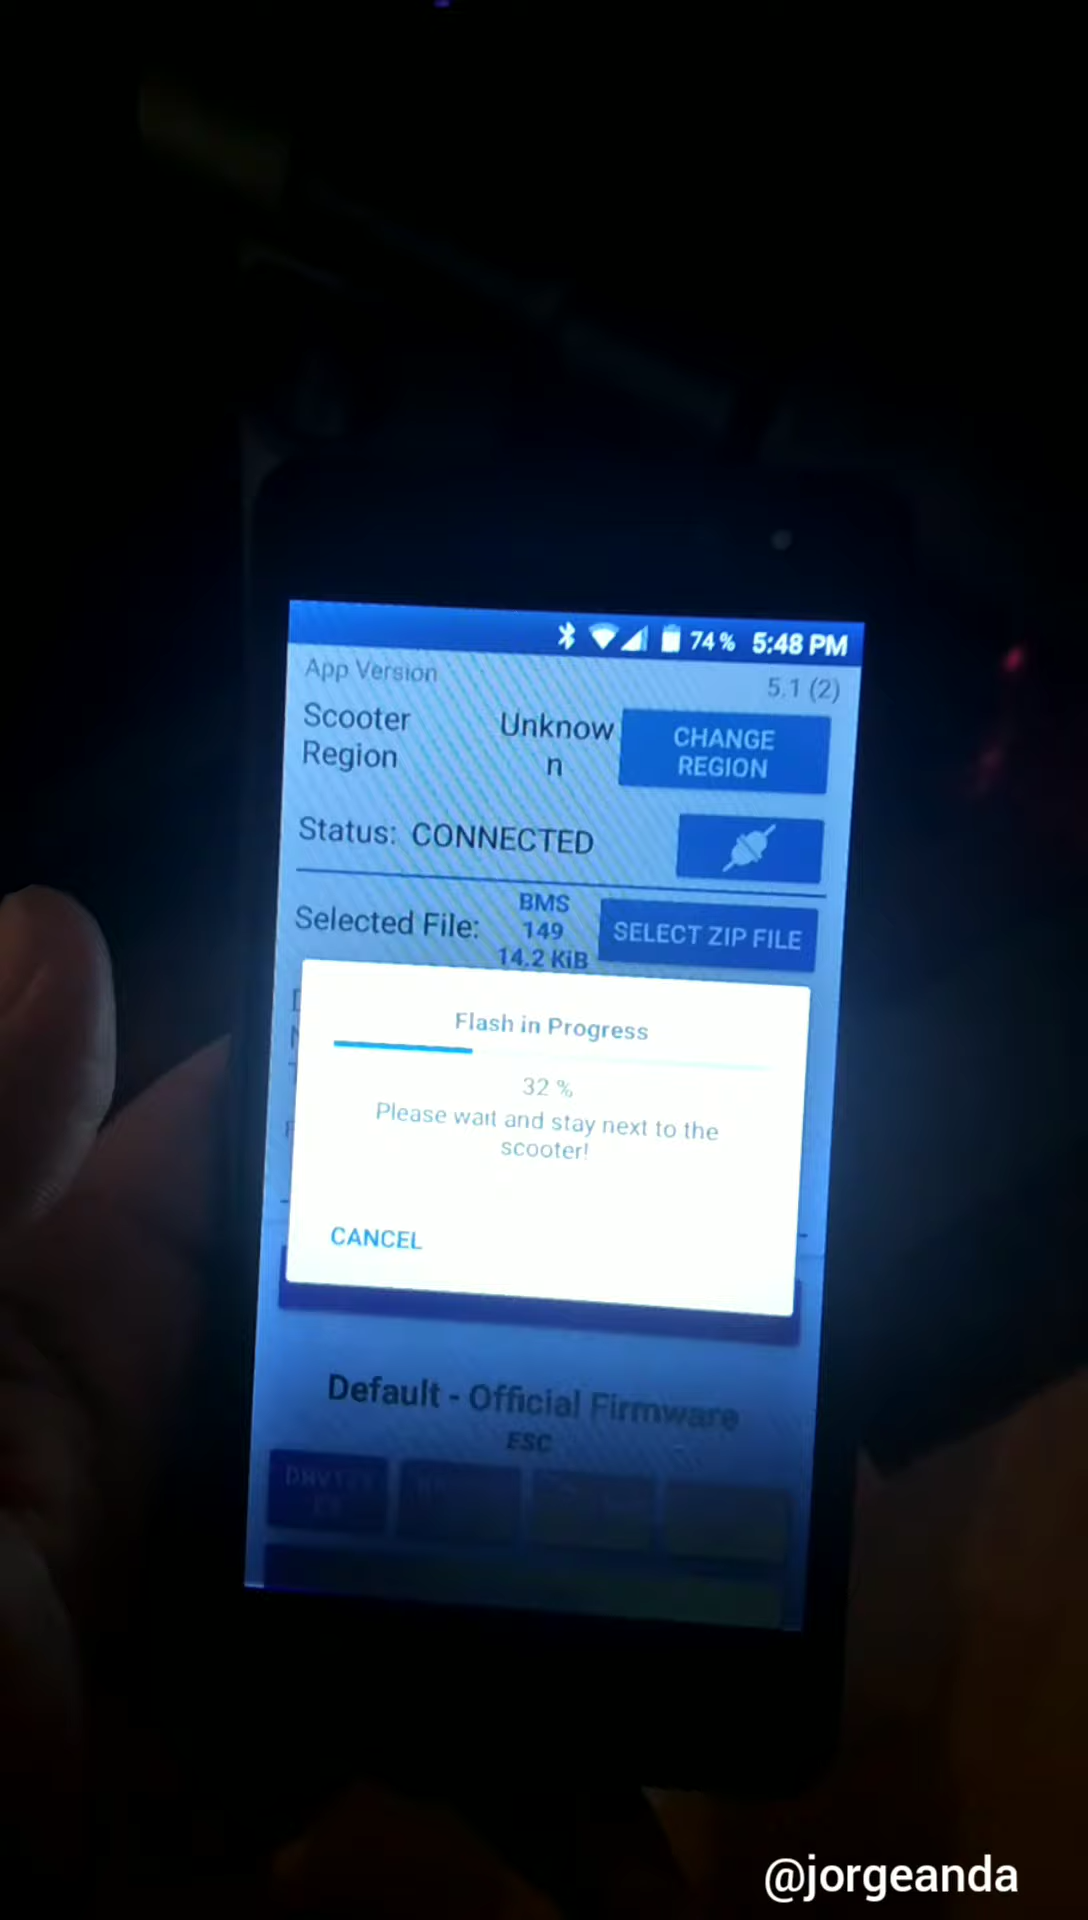 74% 5:48 PM
App Version 5.1 (2)
Scooter Region
Unknow
n
CHANGE
REGION
Status: CONNECTED
Selected File:
BMS
149
14.2 KiB
SELECT ZIP FILE
Flash in Progress
32 %
Please wait and stay next to the
scooter!
CANCEL
Default - Official Firmware
ESC
@jorgeanda